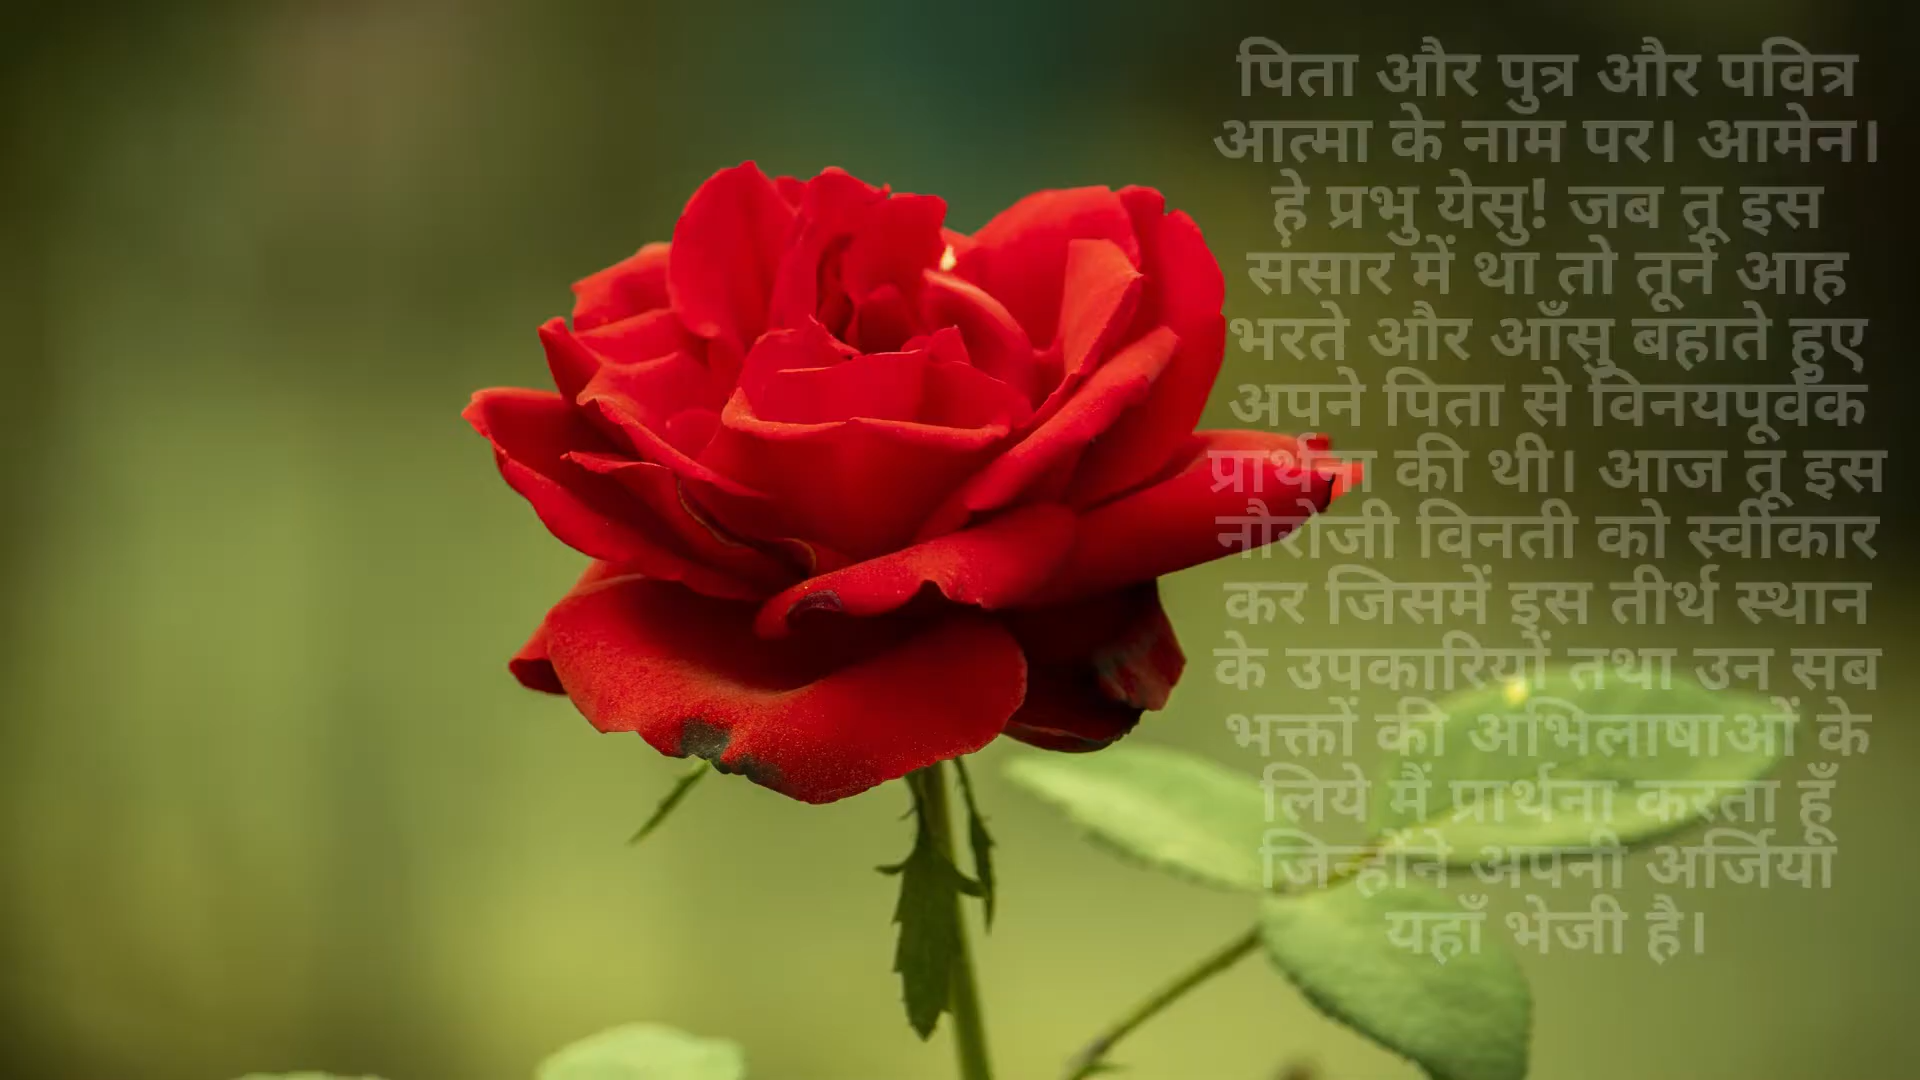 पिता और पुत्र और पवित्र
आत्मा के नाम पर। आमेन।
हे प्रभु येसु! जब तू इस
संसार में था तो तूने आह
भरते और आँसु बहाते हुए
अपने पिता से विनयपूर्वक
प्रार्थना की थी। आज तू इस
नौरोजी विनती को स्वीकार
कर जिसमें इस तीर्थ स्थान
के उपकारियों तथा उन सब
भक्तों की अभिलाषाओं के
लिये मैं प्रार्थना करता हूँ
जिन्होंने अपनी अर्जियाँ
यहाँ भेजी है।